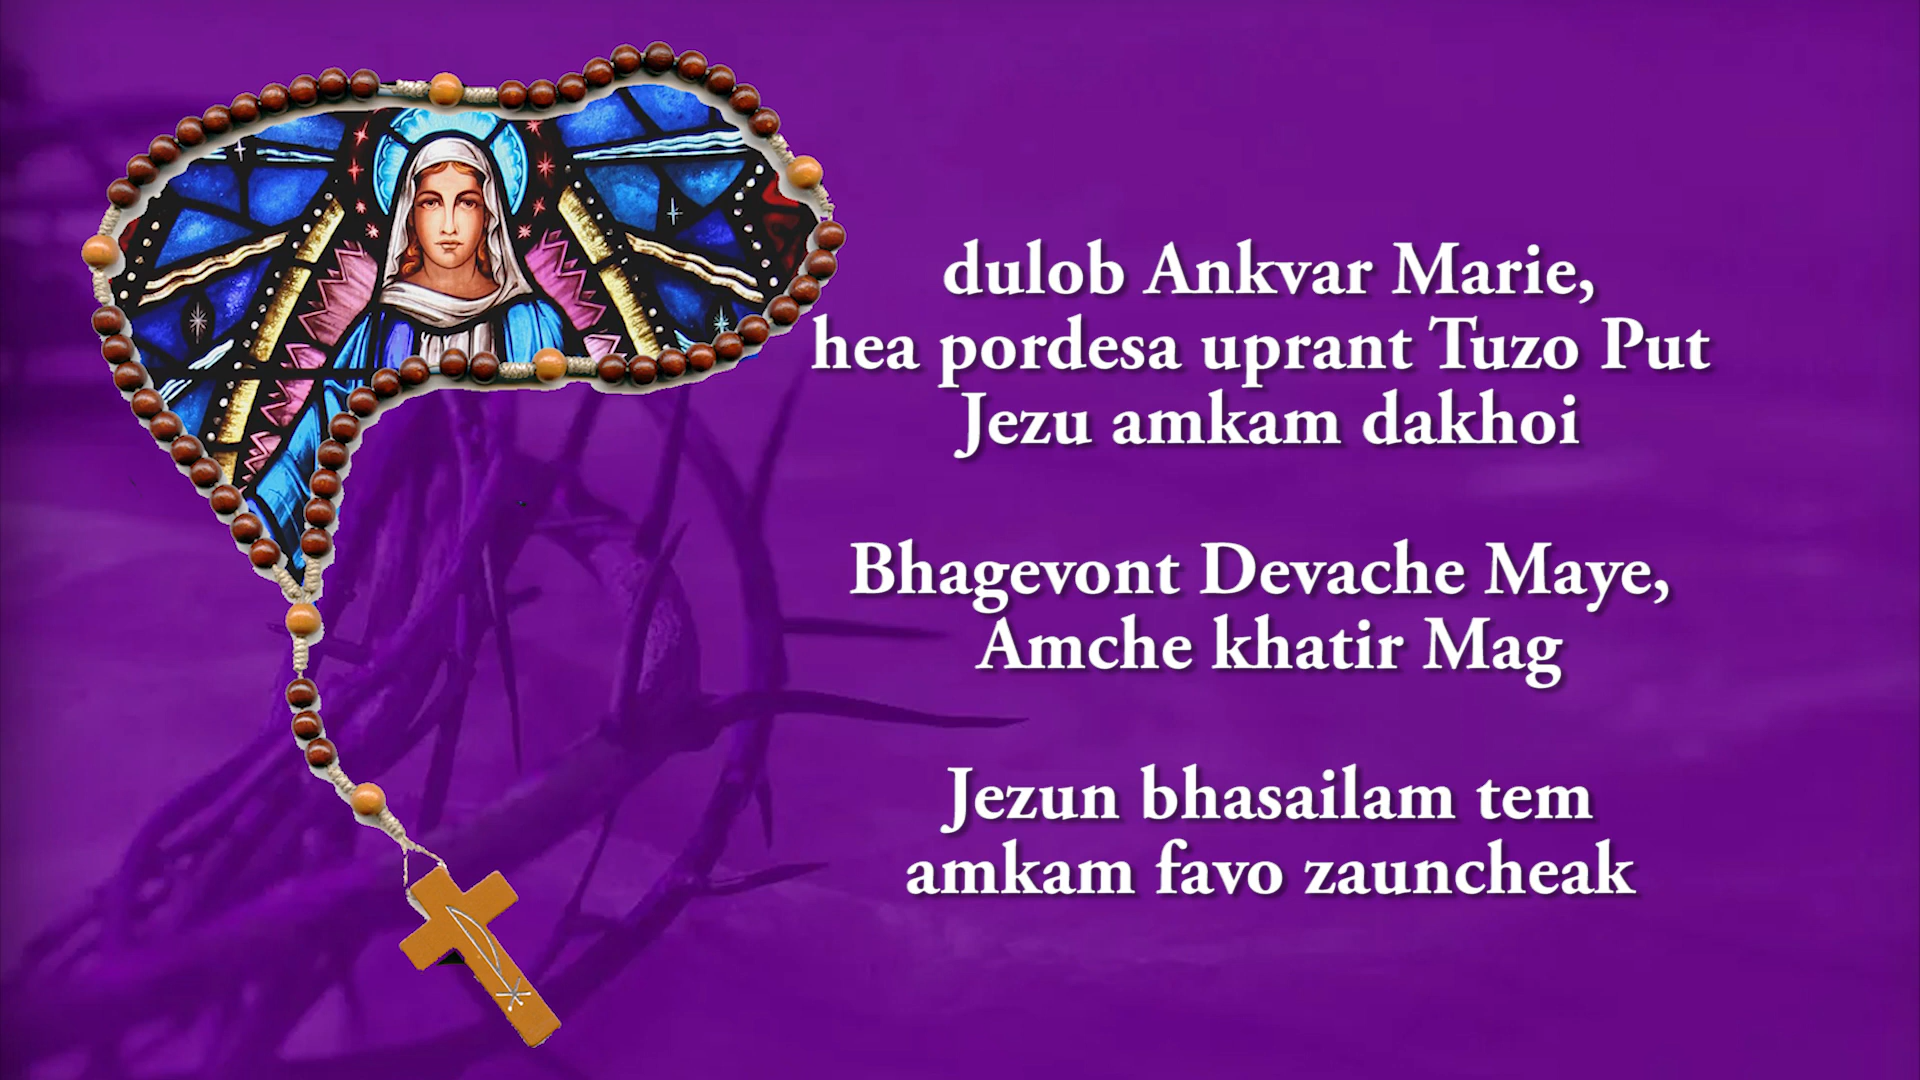 dulob Ankvar Marie,
hea pordesa uprant Tuzo Put
Jezu amkam dakhoi
Bhagevont Devache Maye,
Amche khatir Mag
Jezun bhasailam tem
amkam favo zauncheak